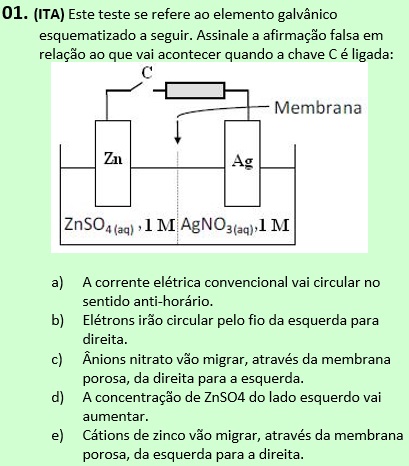 01. (ITA) Este teste se refere ao elemento galvânico
esquematizado a seguir. Assinale a afirmação falsa em
relação ao que vai acontecer quando a chave C é ligada:
C
Membrana
Zn
Ag
ZnSO4 (aq) , 1 M AgNO3(aq), 1 M
a) A corrente elétrica convencional vai circular no
sentido anti-horário.
b) Elétrons irão circular pelo fio da esquerda para
direita.
c) Ânions nitrato vão migrar, através da membrana
porosa, da direita para a esquerda.
d) A concentração de ZnSO4 do lado esquerdo vai
aumentar.
e) Cátions de zinco vão migrar, através da membrana
porosa, da esquerda para a direita.